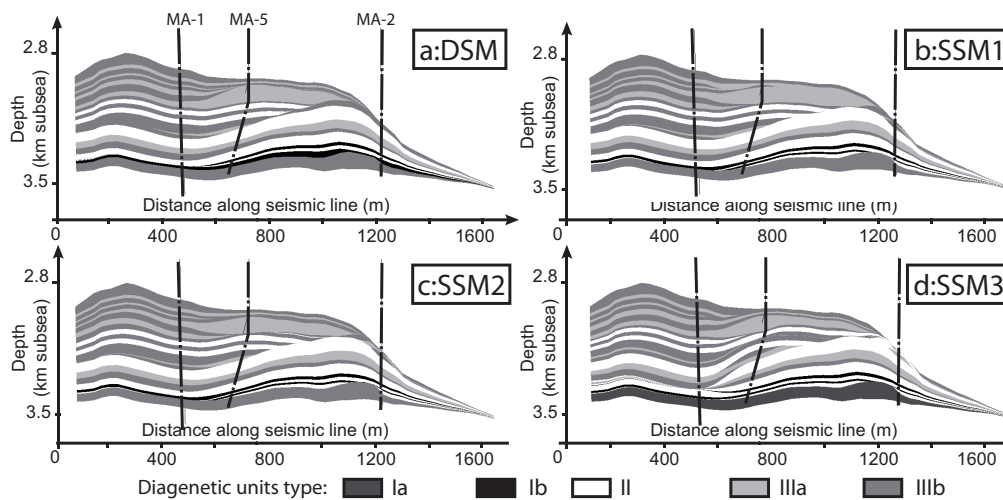 MA-1 MA-5 MA-2
a:DSM
2.8
Depth
(km subsea)
3.5
Distance along seismic line (m)
0 400 800 1200 1600
b:SSM1
2.8
Depth
(km subsea)
3.5
Distance along seismic line (m)
0 400 800 1200 1600
c:SSM2
2.8
Depth
(km subsea)
3.5
Distance along seismic line (m)
0 400 800 1200 1600
d:SSM3
2.8
Depth
(km subsea)
3.5
Distance along seismic line (m)
0 400 800 1200 1600
Diagenetic units type: Ia Ib II IIIa IIIb